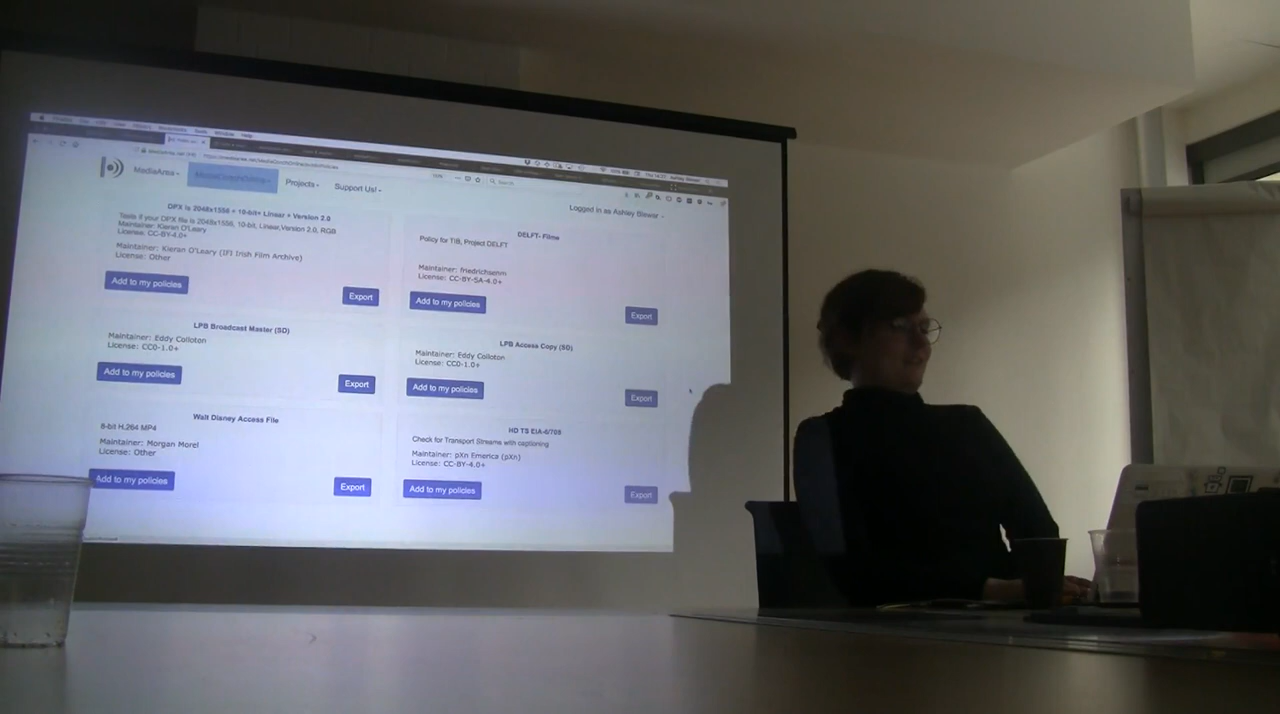 Window Help
MediaArea
MediaConchOnline
Projects
Support Us!
Logged in as Ashley Blewer
DPX is 2048x1556 + 10-bit+ Linear + Version 2.0
Tests if your DPX file is 2048x1556, 10-bit, Linear,Version 2.0, RGB
Maintainer: Kieran O'Leary
License: CC-BY-4.0+
Maintainer: Kieran O'Leary (IFI Irish Film Archive)
License: Other
Add to my policies
Export
DELFT- Filme
Policy for TIB, Project DELFT
Maintainer: friedrichsenm
License: CC-BY-SA-4.0+
Add to my policies
Export
LPB Broadcast Master (SD)
Maintainer: Eddy Colloton
License: CC0-1.0+
Add to my policies
Export
LPB Access Copy (SD)
Maintainer: Eddy Colloton
License: CC0-1.0+
Add to my policies
Export
Walt Disney Access File
8-bit H.264 MP4
Maintainer: Morgan Morel
License: Other
Add to my policies
Export
HD TS EIA-6/708
Check for Transport Streams with captioning
Maintainer: pXn Emerica (pXn)
License: CC-BY-4.0+
Add to my policies
Export